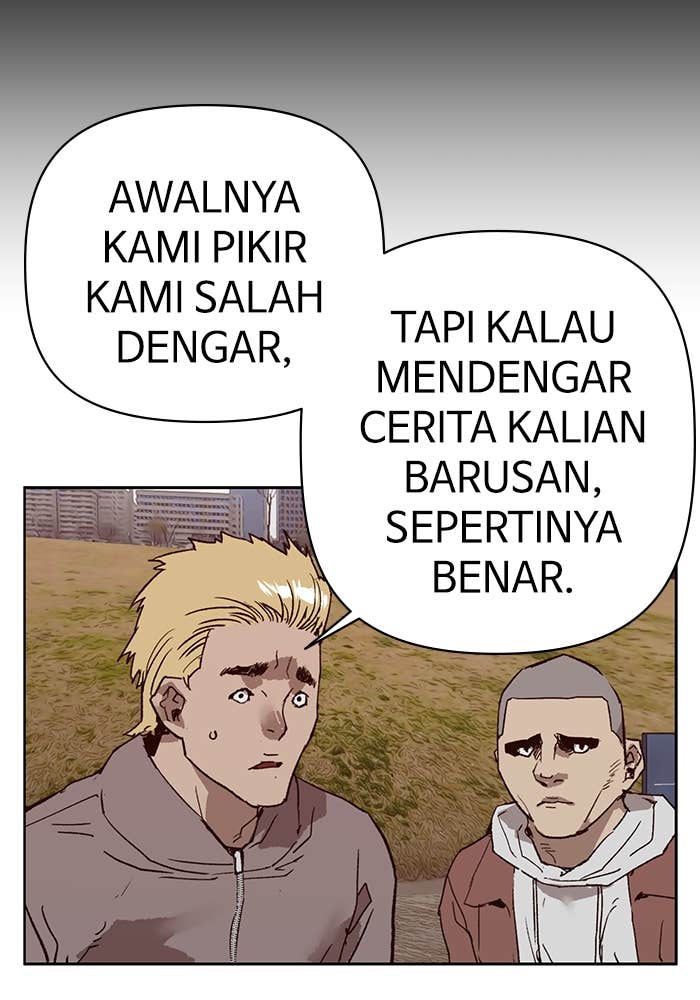 AWALNYA
KAMI PIKIR
KAMI SALAH
DENGAR,
TAPI KALAU
MENDENGAR
CERITA KALIAN
BARUSAN,
SEPERTINYA
BENAR.